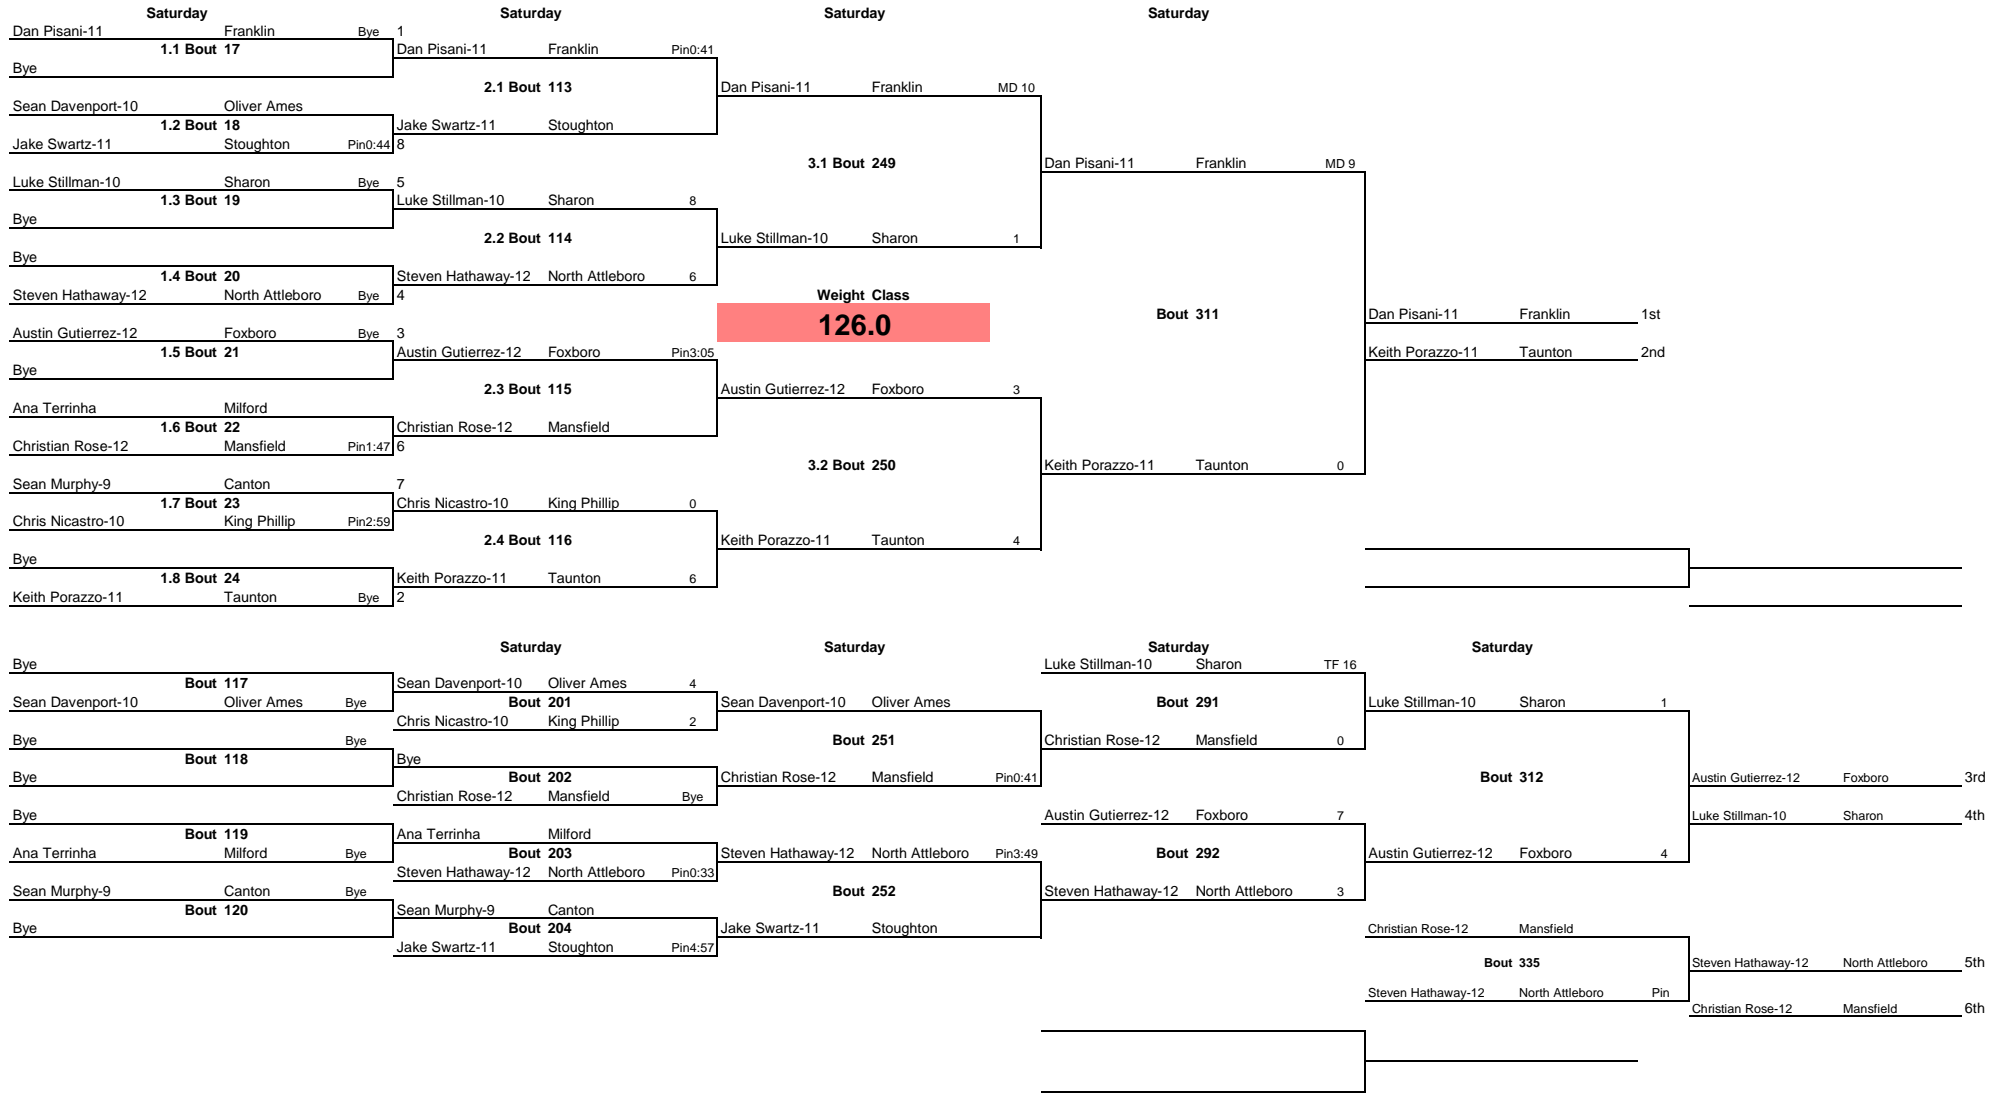 Saturday Saturday Saturday Saturday
Dan Pisani-11 Franklin Bye 1
1.1 Bout 17 Dan Pisani-11 Franklin Pin0:41
Bye
2.1 Bout 113 Dan Pisani-11 Franklin MD 10
Sean Davenport-10 Oliver Ames
1.2 Bout 18 Jake Swartz-11 Stoughton
Jake Swartz-11 Stoughton Pin0:44 8
3.1 Bout 249 Dan Pisani-11 Franklin MD 9
Luke Stillman-10 Sharon Bye 5
1.3 Bout 19 Luke Stillman-10 Sharon 8
Bye
2.2 Bout 114 Luke Stillman-10 Sharon 1
Bye
1.4 Bout 20 Steven Hathaway-12 North Attleboro 6
Steven Hathaway-12 North Attleboro Bye 4 Weight Class
126.0 Bout 311 Dan Pisani-11 Franklin 1st
Austin Gutierrez-12 Foxboro Bye 3
1.5 Bout 21 Austin Gutierrez-12 Foxboro Pin3:05 Keith Porazzo-11 Taunton 2nd
Bye
2.3 Bout 115 Austin Gutierrez-12 Foxboro 3
Ana Terrinha Milford
1.6 Bout 22 Christian Rose-12 Mansfield
Christian Rose-12 Mansfield Pin1:47 6
3.2 Bout 250 Keith Porazzo-11 Taunton 0
Sean Murphy-9 Canton 7
1.7 Bout 23 Chris Nicastro-10 King Phillip 0
Chris Nicastro-10 King Phillip Pin2:59
2.4 Bout 116 Keith Porazzo-11 Taunton 4
Bye
1.8 Bout 24 Keith Porazzo-11 Taunton 6
Keith Porazzo-11 Taunton Bye 2
Saturday Saturday Saturday Saturday
Bye Luke Stillman-10 Sharon TF 16
Bout 117 Sean Davenport-10 Oliver Ames 4
Sean Davenport-10 Oliver Ames Bye Bout 201 Sean Davenport-10 Oliver Ames Bout 291 Luke Stillman-10 Sharon 1
Chris Nicastro-10 King Phillip 2
Bye Bye Bout 251 Christian Rose-12 Mansfield 0
Bout 118 Bye
Bye Bout 202 Christian Rose-12 Mansfield Pin0:41 Bout 312 Austin Gutierrez-12 Foxboro 3rd
Christian Rose-12 Mansfield Bye
Bye Austin Gutierrez-12 Foxboro 7 Luke Stillman-10 Sharon 4th
Bout 119 Ana Terrinha Milford
Ana Terrinha Milford Bye Bout 203 Steven Hathaway-12 North Attleboro Pin3:49 Bout 292 Austin Gutierrez-12 Foxboro 4
Steven Hathaway-12 North Attleboro Pin0:33
Sean Murphy-9 Canton Bye Bout 252 Steven Hathaway-12 North Attleboro 3
Bout 120 Sean Murphy-9 Canton
Bye Bout 204 Jake Swartz-11 Stoughton Christian Rose-12 Mansfield
Jake Swartz-11 Stoughton Pin4:57
Bout 335 Steven Hathaway-12 North Attleboro 5th
Steven Hathaway-12 North Attleboro Pin
Christian Rose-12 Mansfield 6th